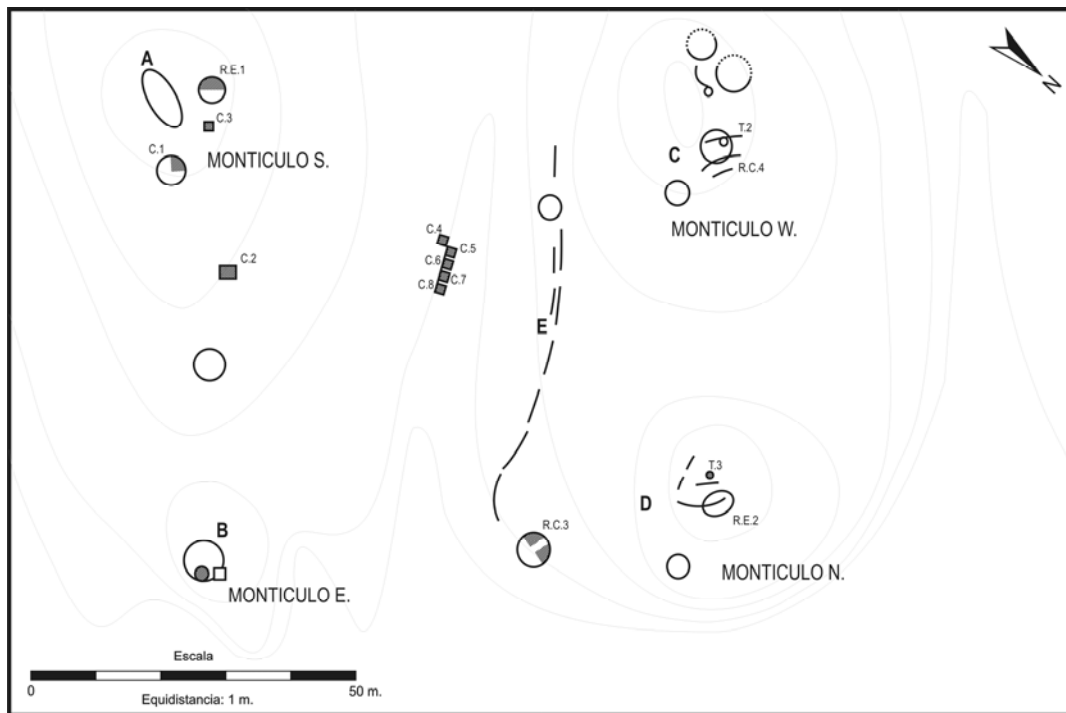 A
R.E.1
C.3
C.1
MONTICULO S.
C.2
B
MONTICULO E.
C.4
C.5
C.6
C.7
C.8
E
R.C.3
C
T.2
R.C.4
MONTICULO W.
D
T.3
R.E.2
MONTICULO N.
N
Escala
0
50 m.
Equidistancia: 1 m.